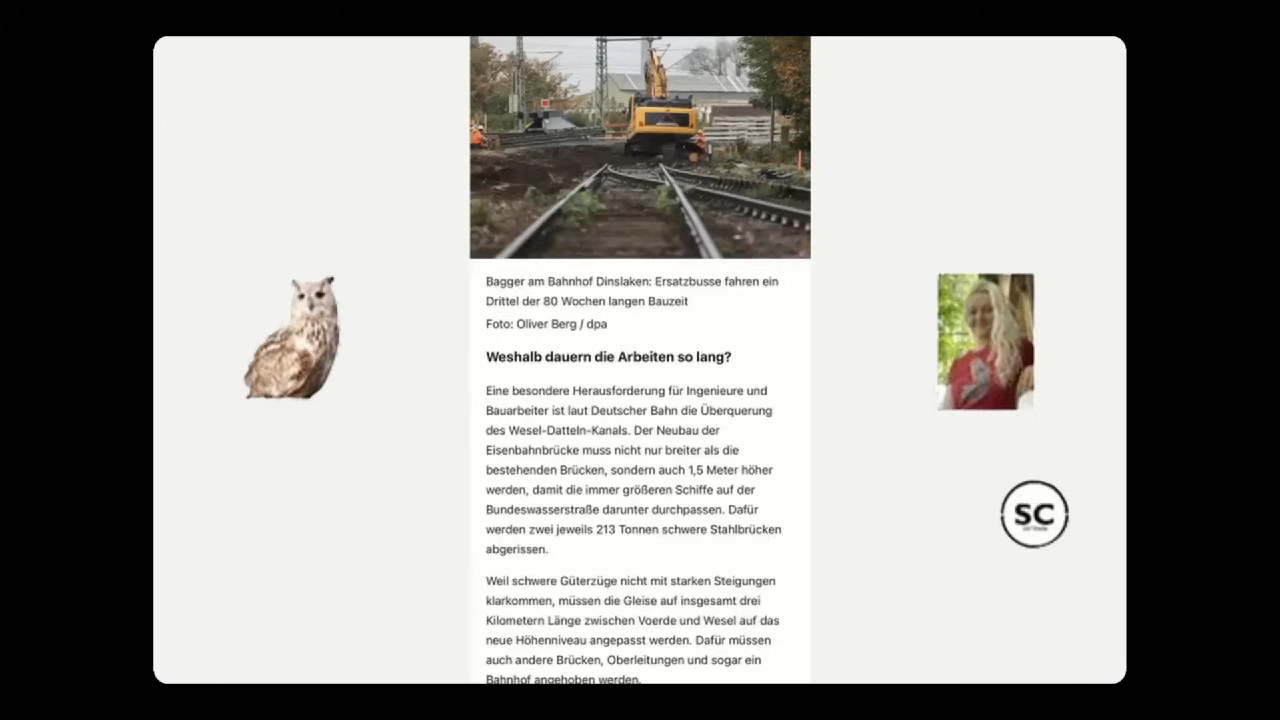 Bagger am Bahnhof Dinslaken: Ersatzbusse fahren ein
Drittel der 80 Wochen langen Bauzeit
Foto: Oliver Berg / dpa
Weshalb dauern die Arbeiten so lang?
Eine besondere Herausforderung für Ingenieure und
Bauarbeiter ist laut Deutscher Bahn die Überquerung
des Wesel-Datteln-Kanals. Der Neubau der
Eisenbahnbrücke muss nicht nur breiter als die
bestehenden Brücken, sondern auch 1,5 Meter höher
werden, damit die immer größeren Schiffe auf der
Bundeswasserstraße darunter durchpassen. Dafür
werden zwei jeweils 213 Tonnen schwere Stahlbrücken
abgerissen.
Weil schwere Güterzüge nicht mit starken Steigungen
klarkommen, müssen die Gleise auf insgesamt drei
Kilometern Länge zwischen Voerde und Wesel auf das
neue Höhenniveau angepasst werden. Dafür müssen
auch andere Brücken, Oberleitungen und sogar ein
Bahnhof angehoben werden.
SC